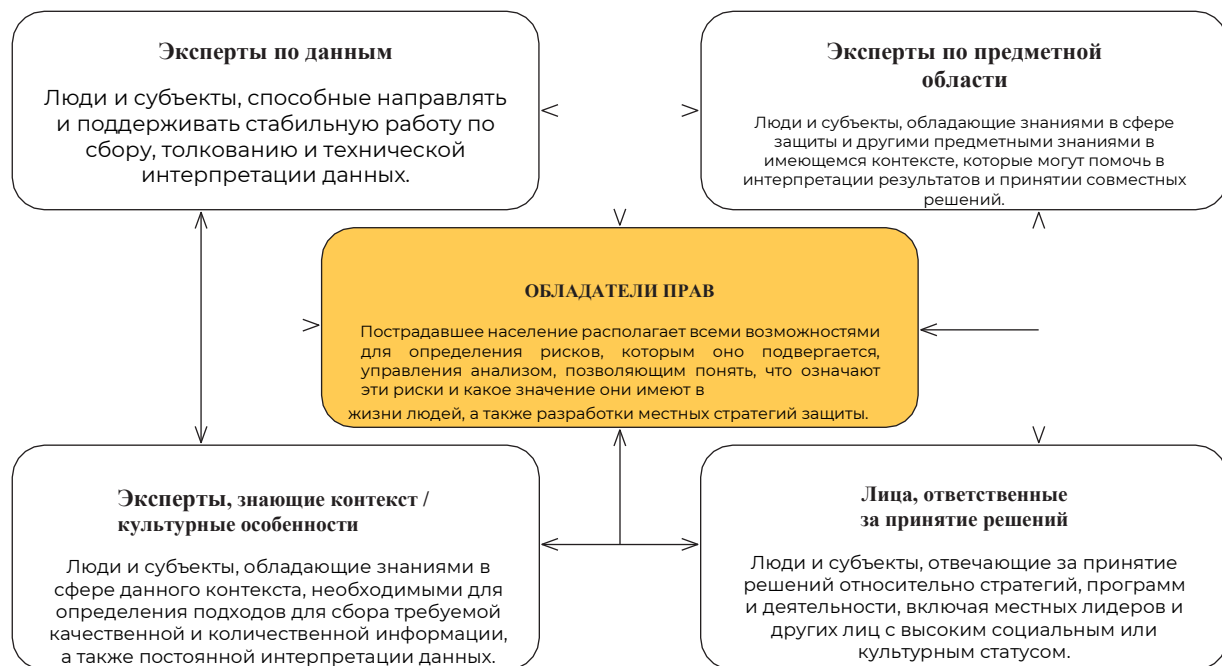 Эксперты по данным
Люди и субъекты, способные направлять
и поддерживать стабильную работу по
сбору, толкованию и технической
интерпретации данных.
Эксперты по предметной
области
Люди и субъекты, обладающие знаниями в сфере
защиты и другими предметными знаниями в
имеющемся контексте, которые могут помочь в
интерпретации результатов и принятии совместных
решений.
ОБЛАДАТЕЛИ ПРАВ
Пострадавшее население располагает всеми возможностями
для определения рисков, которым оно подвергается,
управления анализом, позволяющим понять, что означают
эти риски и какое значение они имеют в
жизни людей, а также разработки местных стратегий защиты.
Эксперты, знающие контекст /
культурные особенности
Люди и субъекты, обладающие знаниями в
сфере данного контекста, необходимыми для
определения подходов для сбора требуемой
качественной и количественной информации,
а также постоянной интерпретации данных.
Лица, ответственные
за принятие решений
Люди и субъекты, отвечающие за принятие
решений относительно стратегий, программ
и деятельности, включая местных лидеров и
других лиц с высоким социальным или
культурным статусом.